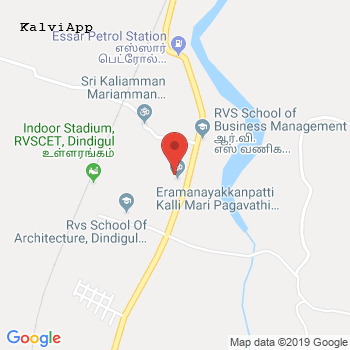 KalviApp
Essar Petrol Station
எஸ்ஸார்
பெட்ரோல்...
Sri Kaliamman
Mariamman...
RVS School of
Business Management
ஆர்.வி.
எஸ் வணிக...
Indoor Stadium,
RVSCET, Dindigul
உள்ளரங்கம்
Eramanayakkanpatti
Kalli Mari Pagavathi...
Rvs School Of
Architecture, Dindigul...
Google
Map data ©2019 Google